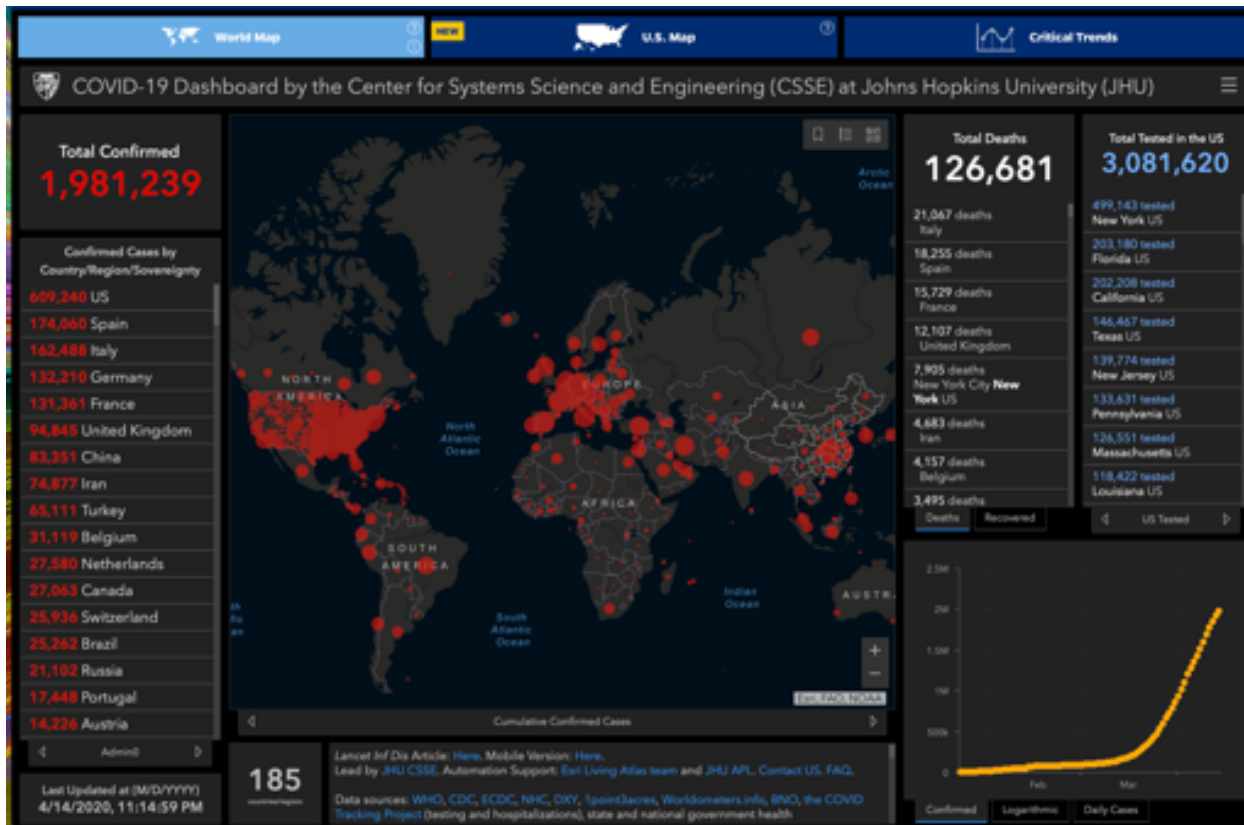 World Map
NEW
U.S. Map
Critical Trends
COVID-19 Dashboard by the Center for Systems Science and Engineering (CSSE) at Johns Hopkins University (JHU)
Total Confirmed
1,981,239
Confirmed Cases by
Country/Region/Sovereignty
609,240 US
174,060 Spain
162,488 Italy
132,210 Germany
131,361 France
94,845 United Kingdom
83,351 China
74,877 Iran
65,111 Turkey
31,119 Belgium
27,580 Netherlands
27,063 Canada
25,936 Switzerland
25,262 Brazil
21,102 Russia
17,448 Portugal
14,226 Austria
Admin0
Last Updated at (M/D/YYYY)
4/14/2020, 11:14:59 PM
Arctic
Ocean
NORTH
AMERICA
EUROPE
ASIA
North
Atlantic
Ocean
AFRICA
SOUTH
AMERICA
Indian
Ocean
AUSTRA
th
ific
an
South
Atlantic
Ocean
+
−
Esri, FAO, NOAA
Cumulative Confirmed Cases
185
countries/regions
Lancet Inf Dis Article: Here. Mobile Version: Here.
Lead by JHU CSSE. Automation Support: Esri Living Atlas team and JHU APL. Contact US. FAQ.
Data sources: WHO, CDC, ECDC, NHC, DXY, 1point3acres, Worldometers.info, BNO, the COVID
Tracking Project (testing and hospitalizations), state and national government health
Total Deaths
126,681
21,067 deaths
Italy
18,255 deaths
Spain
15,729 deaths
France
12,107 deaths
United Kingdom
7,905 deaths
New York City New
York US
4,683 deaths
Iran
4,157 deaths
Belgium
3,495 deaths
Deaths
Recovered
Total Tested in the US
3,081,620
499,143 tested
New York US
203,180 tested
Florida US
202,208 tested
California US
146,467 tested
Texas US
139,774 tested
New Jersey US
133,631 tested
Pennsylvania US
126,551 tested
Massachusetts US
118,422 tested
Louisiana US
US Tested
2.5M
2M
1.5M
1M
500k
0
Feb
Mar
Confirmed
Logarithmic
Daily Cases